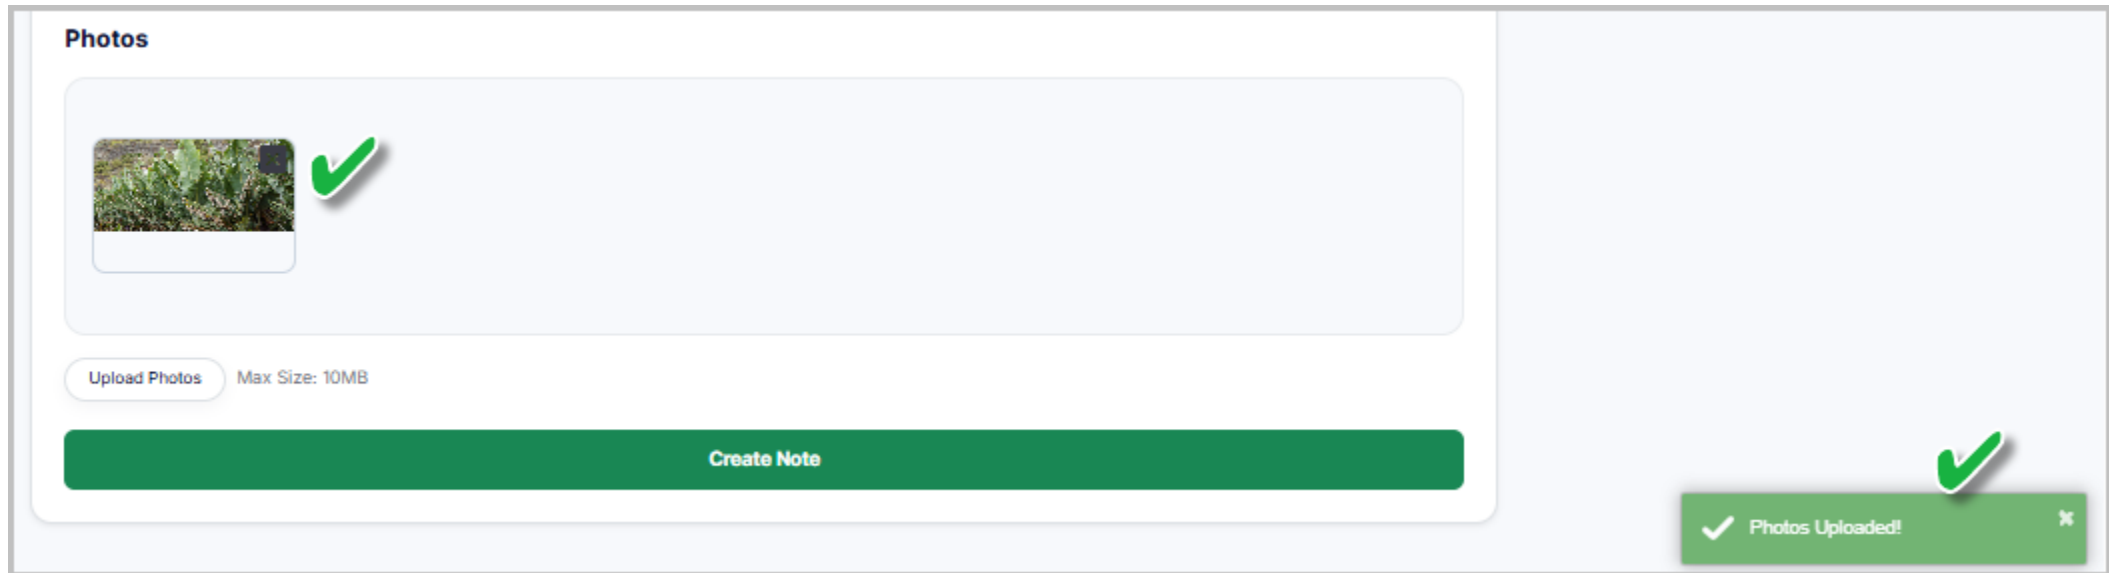 Photos
Upload Photos
Max Size: 10MB
Create Note
Photos Uploaded!